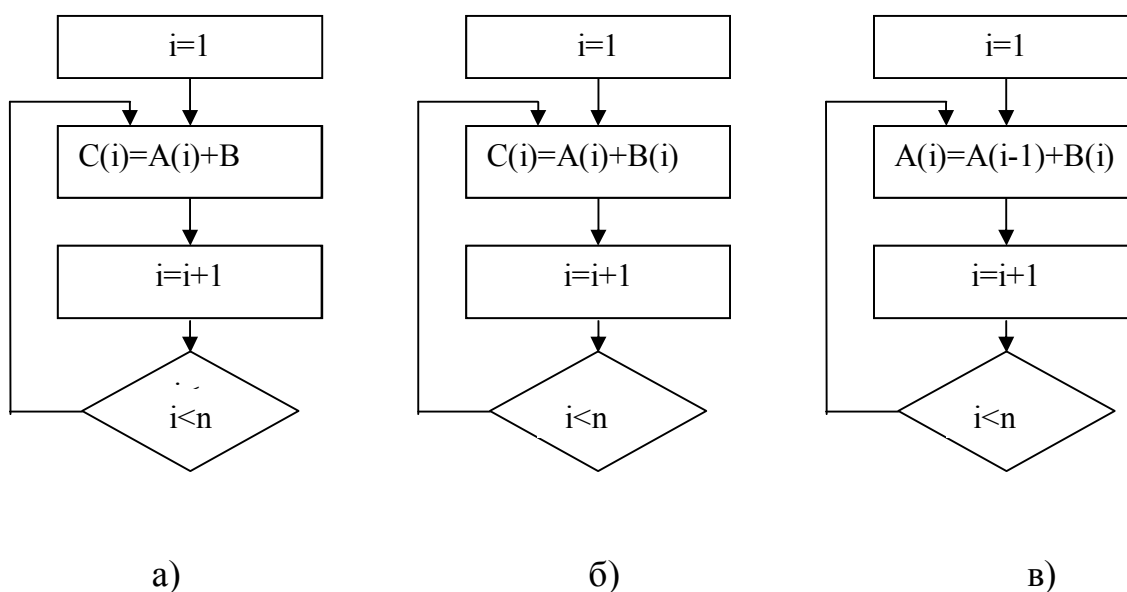 i=1
C(i)=A(i)+B
i=i+1
i<n
а)
i=1
C(i)=A(i)+B(i)
i=i+1
i<n
б)
i=1
A(i)=A(i-1)+B(i)
i=i+1
i<n
в)